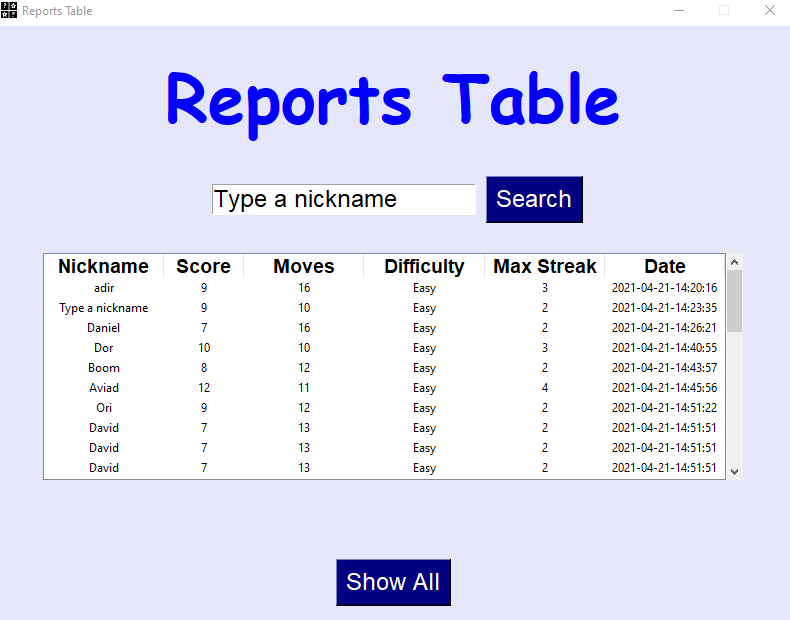 Reports Table
Reports Table
Type a nickname Search
Nickname Score Moves Difficulty Max Streak Date
adir 9 16 Easy 3 2021-04-21-14:20:16
Type a nickname 9 10 Easy 2 2021-04-21-14:23:35
Daniel 7 16 Easy 2 2021-04-21-14:26:21
Dor 10 10 Easy 3 2021-04-21-14:40:55
Boom 8 12 Easy 2 2021-04-21-14:43:57
Aviad 12 11 Easy 4 2021-04-21-14:45:56
Ori 9 12 Easy 2 2021-04-21-14:51:22
David 7 13 Easy 2 2021-04-21-14:51:51
David 7 13 Easy 2 2021-04-21-14:51:51
David 7 13 Easy 2 2021-04-21-14:51:51
Show All